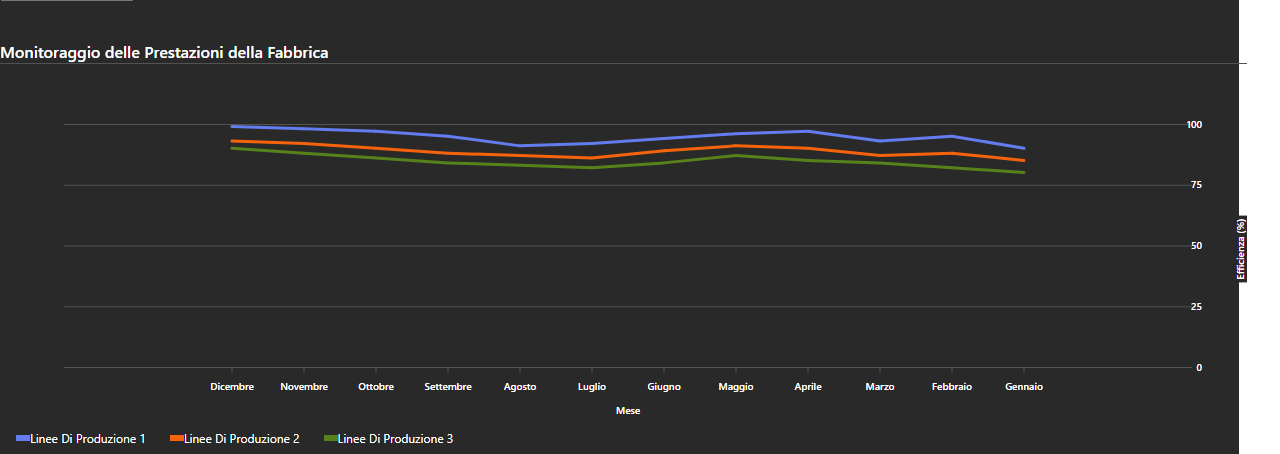 Monitoraggio delle Prestazioni della Fabbrica
100
75
50
25
0
Efficienza (%)
Dicembre Novembre Ottobre Settembre Agosto Luglio Giugno Maggio Aprile Marzo Febbraio Gennaio
Mese
Linee Di Produzione 1 Linee Di Produzione 2 Linee Di Produzione 3